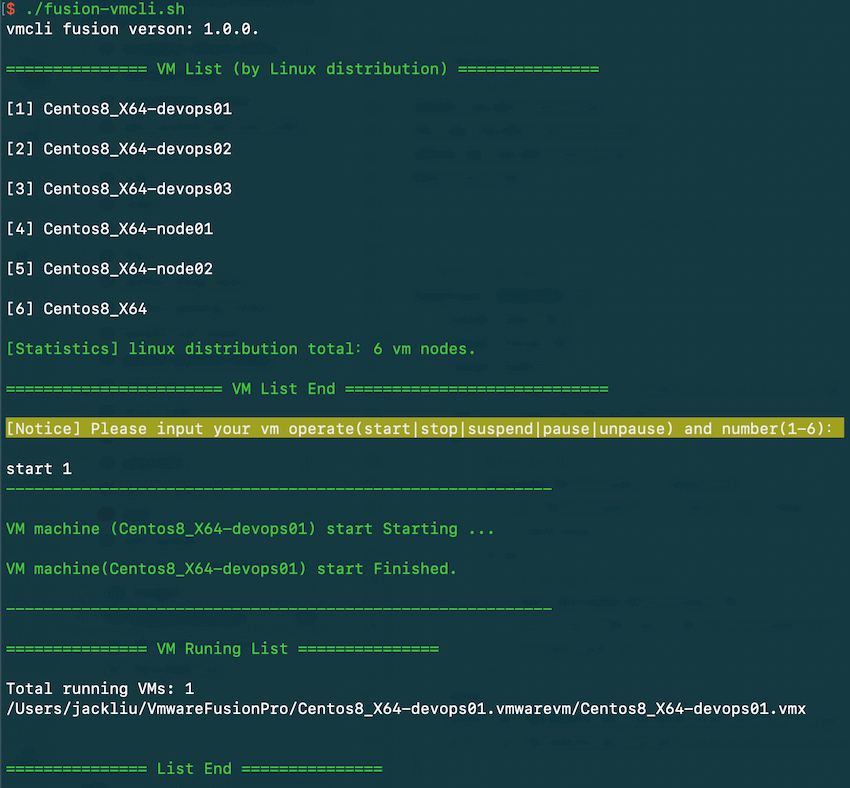 [$ ./fusion-vmcli.sh
vmcli fusion verson: 1.0.0.
=============== VM List (by Linux distribution) ===============
[1] Centos8_X64-devops01
[2] Centos8_X64-devops02
[3] Centos8_X64-devops03
[4] Centos8_X64-node01
[5] Centos8_X64-node02
[6] Centos8_X64
[Statistics] linux distribution total: 6 vm nodes.
======================= VM List End ============================
[Notice] Please input your vm operate(start|stop|suspend|pause|unpause) and number(1-6):
start 1
----------------------------------------------------------
VM machine (Centos8_X64-devops01) start Starting ...
VM machine(Centos8_X64-devops01) start Finished.
----------------------------------------------------------
=============== VM Runing List ===============
Total running VMs: 1
/Users/jackliu/VmwareFusionPro/Centos8_X64-devops01.vmwarevm/Centos8_X64-devops01.vmx
=============== List End ===============